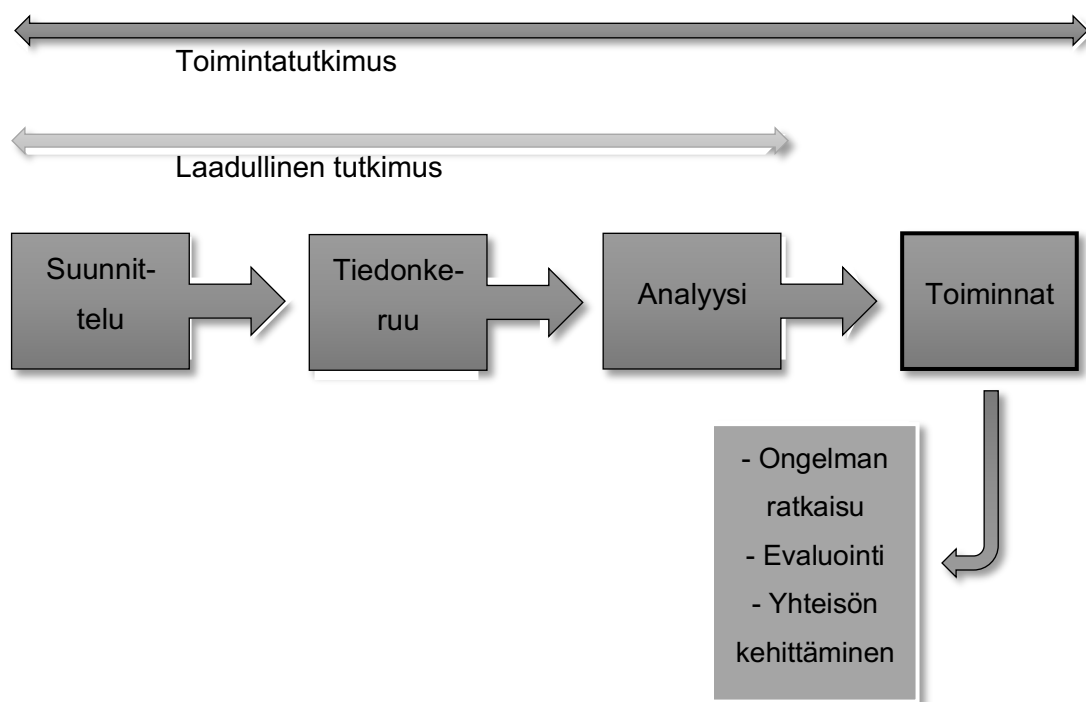 Toimintatutkimus
Laadullinen tutkimus
Suunnit-
telu
Tiedonke-
ruu
Analyysi
Toiminnat
- Ongelman
ratkaisu
- Evaluointi
- Yhteisön
kehittäminen